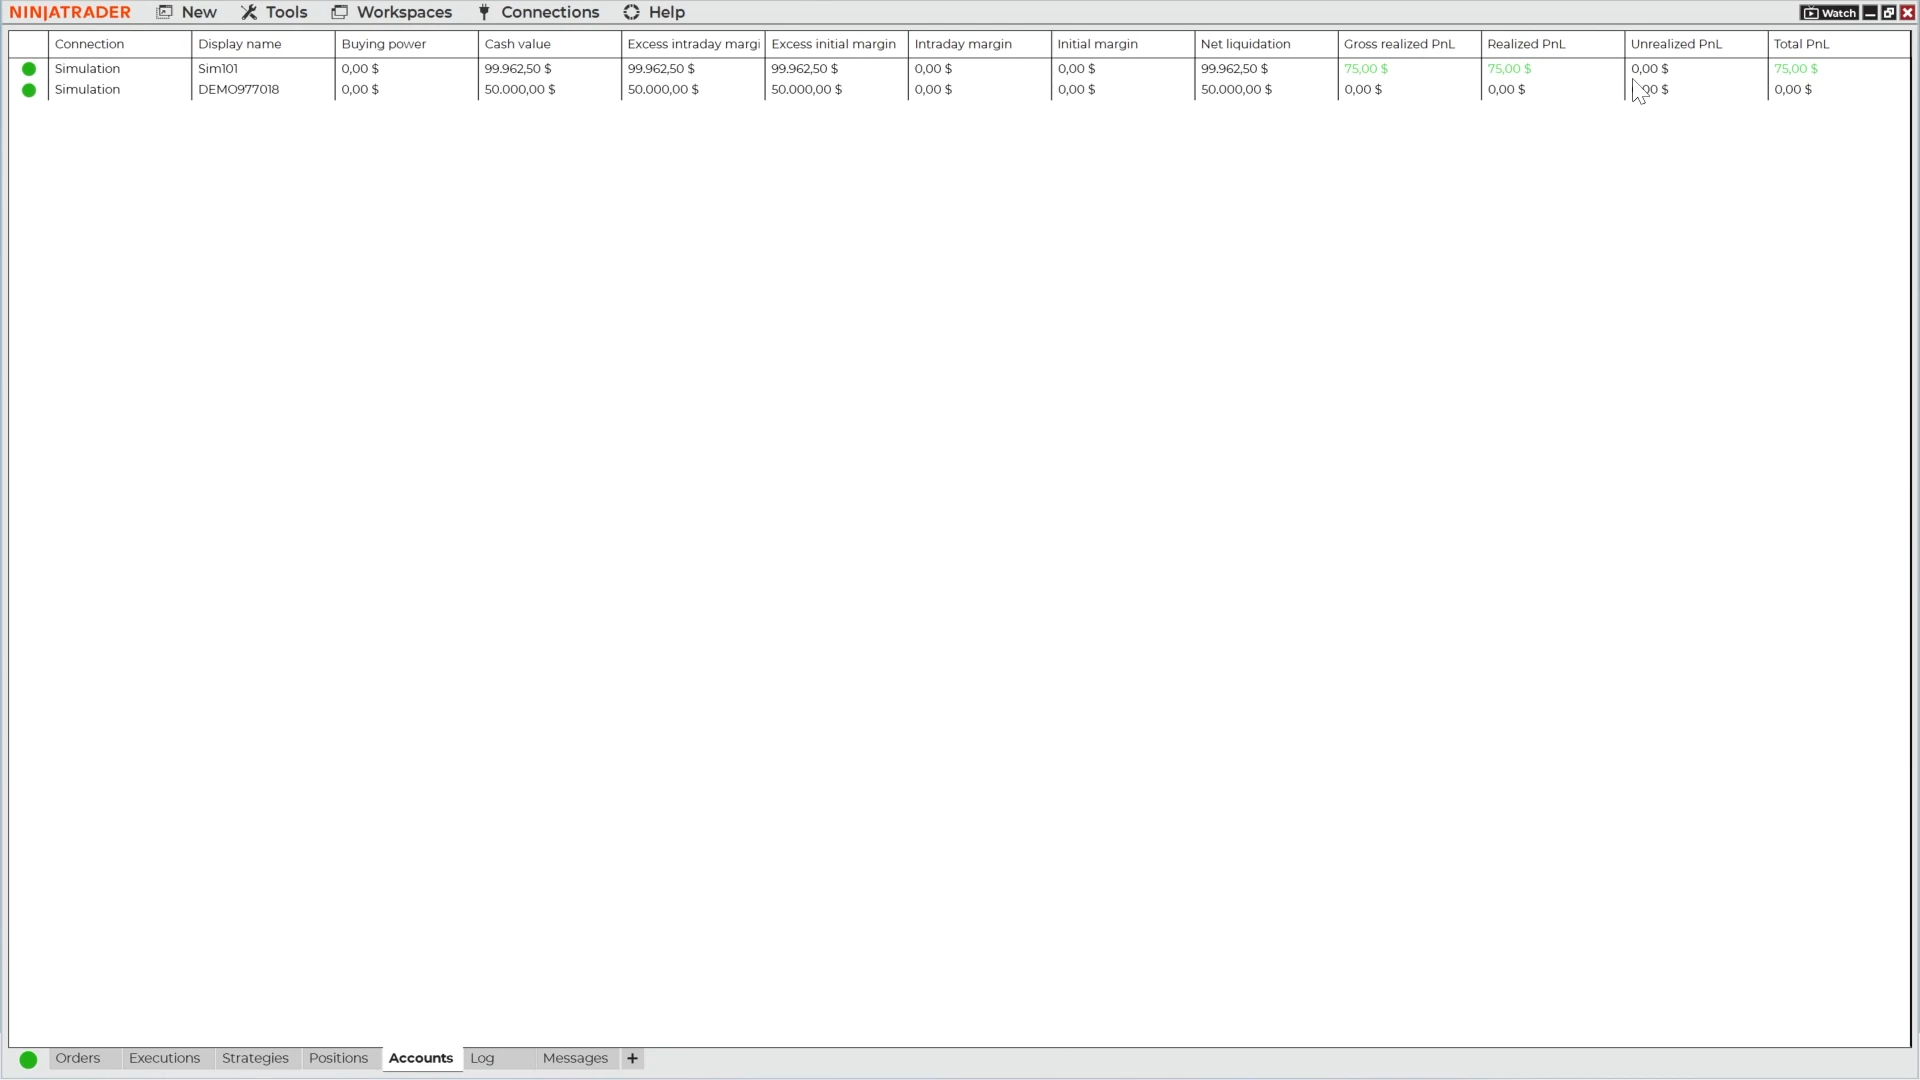 NINJATRADER New Tools Workspaces Connections Help Watch
Connection Display name Buying power Cash value Excess intraday margi Excess initial margin Intraday margin Initial margin Net liquidation Gross realized PnL Realized PnL Unrealized PnL Total PnL
Simulation Sim101 0,00 $ 99.962,50 $ 99.962,50 $ 99.962,50 $ 0,00 $ 0,00 $ 99.962,50 $ 75,00 $ 75,00 $ 0,00 $ 75,00 $
Simulation DEMO977018 0,00 $ 50.000,00 $ 50.000,00 $ 50.000,00 $ 0,00 $ 0,00 $ 50.000,00 $ 0,00 $ 0,00 $ 0,00 $
Orders Executions Strategies Positions Accounts Log Messages +